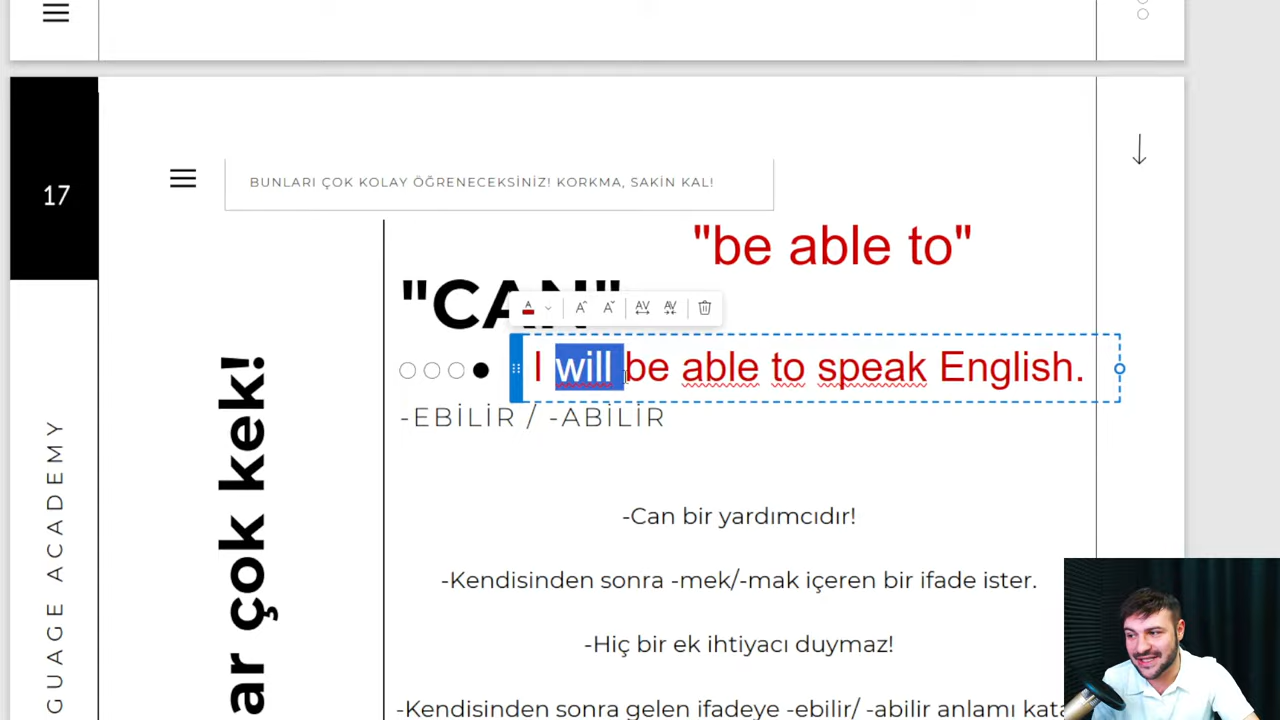 17
BUNLARI ÇOK KOLAY ÖĞRENECEKSİNİZ! KORKMA, SAKİN KAL!
"be able to"
"CAN"
I will be able to speak English.
-EBİLİR / -ABİLİR
-Can bir yardımcıdır!
-Kendisinden sonra -mek/-mak içeren bir ifade ister.
-Hiç bir ek ihtiyacı duymaz!
-Kendisinden sonra gelen ifadeye -ebilir/ -abilir anlamı
ar çok kek!
GUAGE ACADEMY